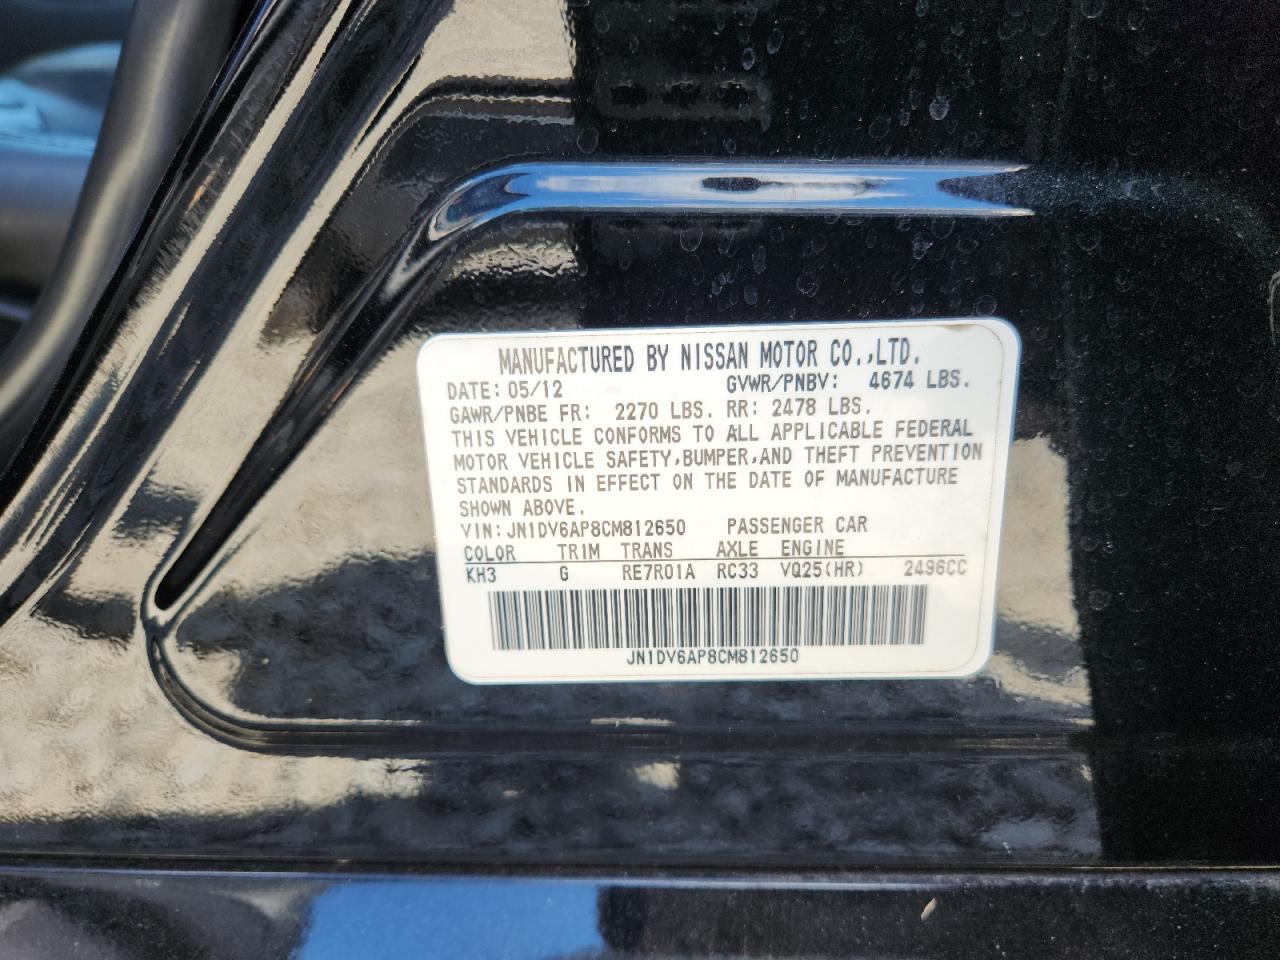 MANUFACTURED BY NISSAN MOTOR CO.,LTD.
DATE: 05/12 GVWR/PNBV: 4674 LBS.
GAWR/PNBE FR: 2270 LBS. RR: 2478 LBS.
THIS VEHICLE CONFORMS TO ALL APPLICABLE FEDERAL
MOTOR VEHICLE SAFETY,BUMPER,AND THEFT PREVENTION
STANDARDS IN EFFECT ON THE DATE OF MANUFACTURE
SHOWN ABOVE.
VIN: JN1DV6AP8CM812650 PASSENGER CAR
COLOR TRIM TRANS AXLE ENGINE
KH3 G RE7R01A RC33 VQ25(HR) 2496CC
JN1DV6AP8CM812650